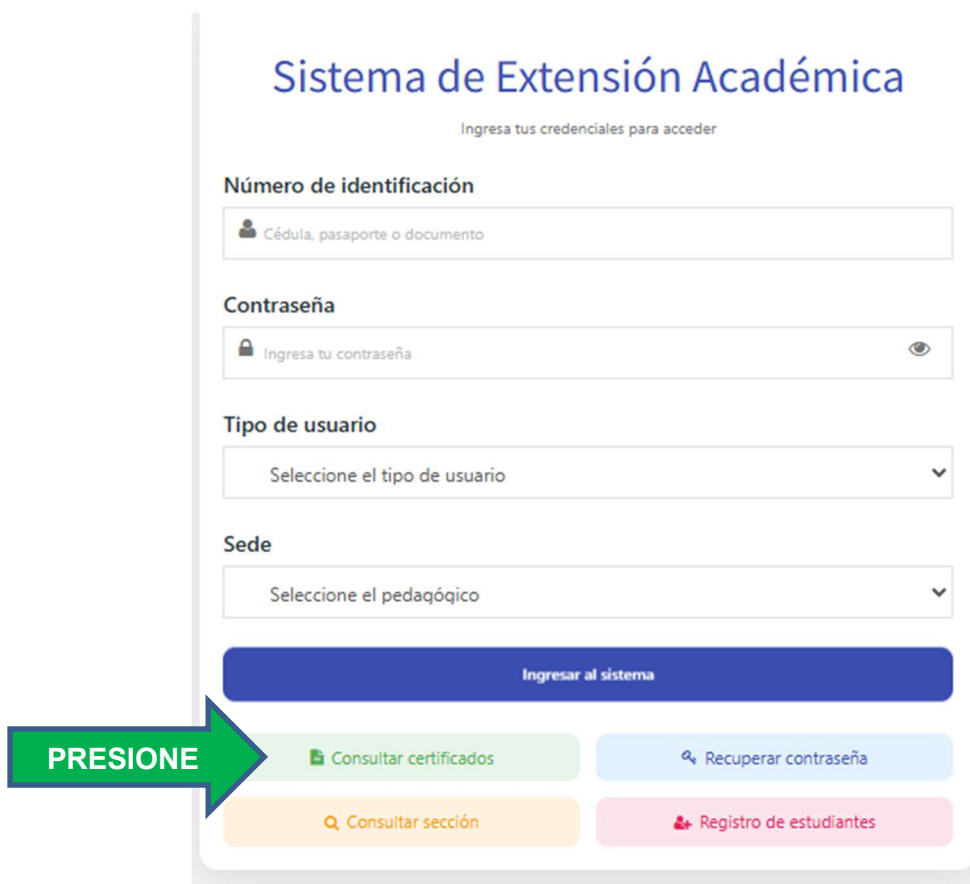 Sistema de Extensión Académica
Ingresa tus credenciales para acceder
Número de identificación
Cédula, pasaporte o documento
Contraseña
Ingresa tu contraseña
Tipo de usuario
Seleccione el tipo de usuario
Sede
Seleccione el pedagógico
Ingresar al sistema
PRESIONE
Consultar certificados
Recuperar contraseña
Consultar sección
Registro de estudiantes